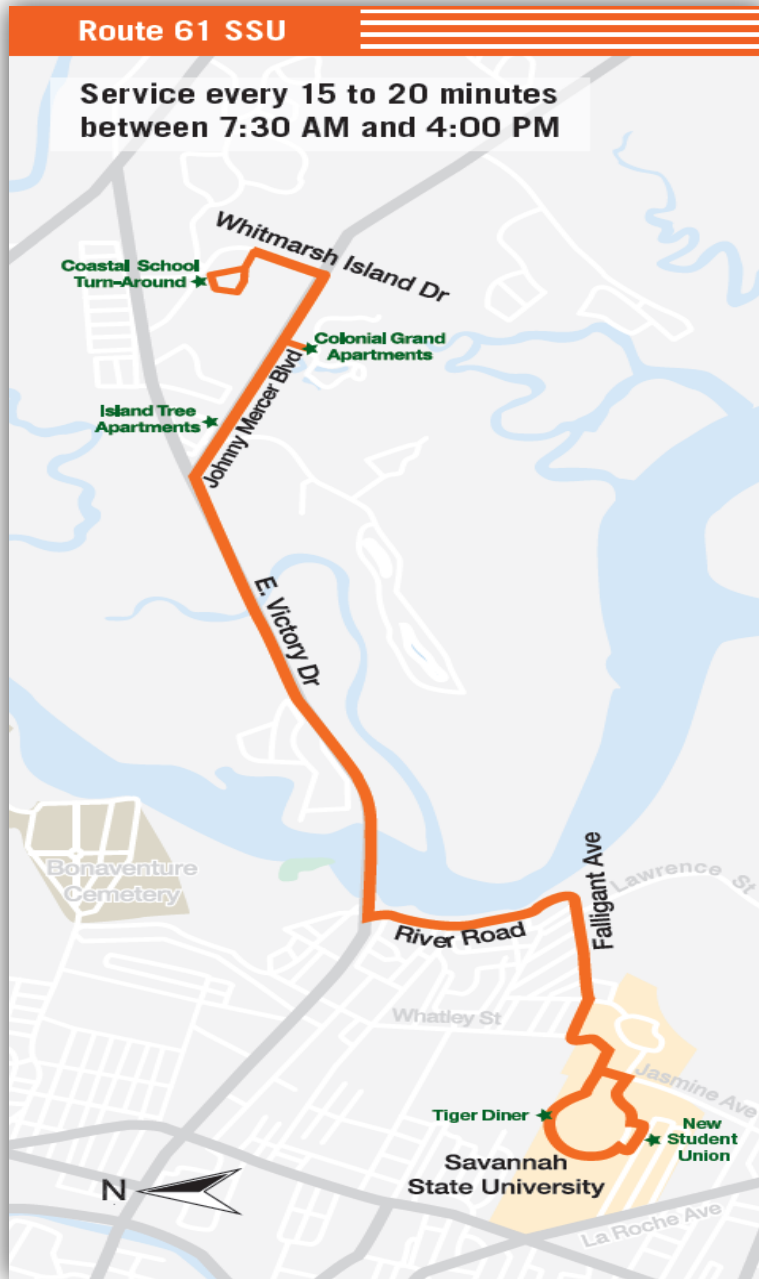 Route 61 SSU
Service every 15 to 20 minutes
between 7:30 AM and 4:00 PM
Whitmarsh Island Dr
Coastal School
Turn-Around
Colonial Grand
Apartments
Johnny Mercer Blvd
Island Tree
Apartments
E. Victory Dr
Bonaventure
Cemetery
Falligant Ave
Lawrence St
River Road
Whatley St
Jasmine Ave
Tiger Diner
New
Student
Union
Savannah
State University
N
La Roche Ave